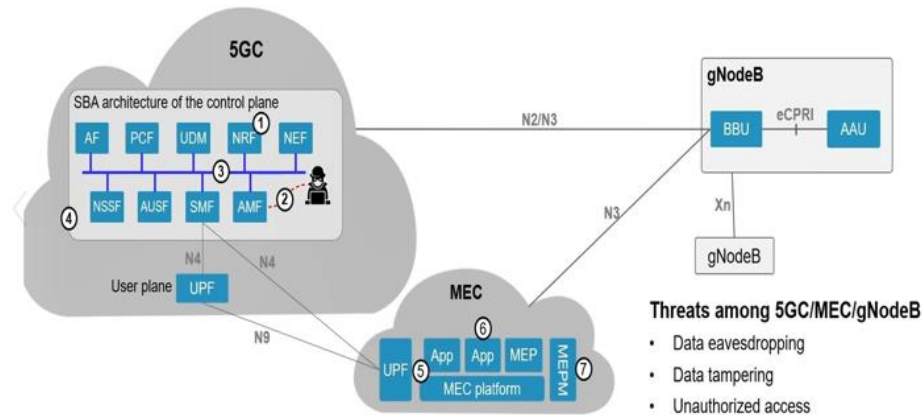 5GC
SBA architecture of the control plane
①
AF PCF UDM NRF NEF
③
②
④
NSSF AUSF SMF AMF
N4 N4
User plane UPF
N9
N2/N3
N3
gNodeB
BBU eCPRI AAU
Xn
gNodeB
MEC
⑥
UPF ⑤ App App MEP MEPM ⑦
MEC platform
Threats among 5GC/MEC/gNodeB
• Data eavesdropping
• Data tampering
• Unauthorized access